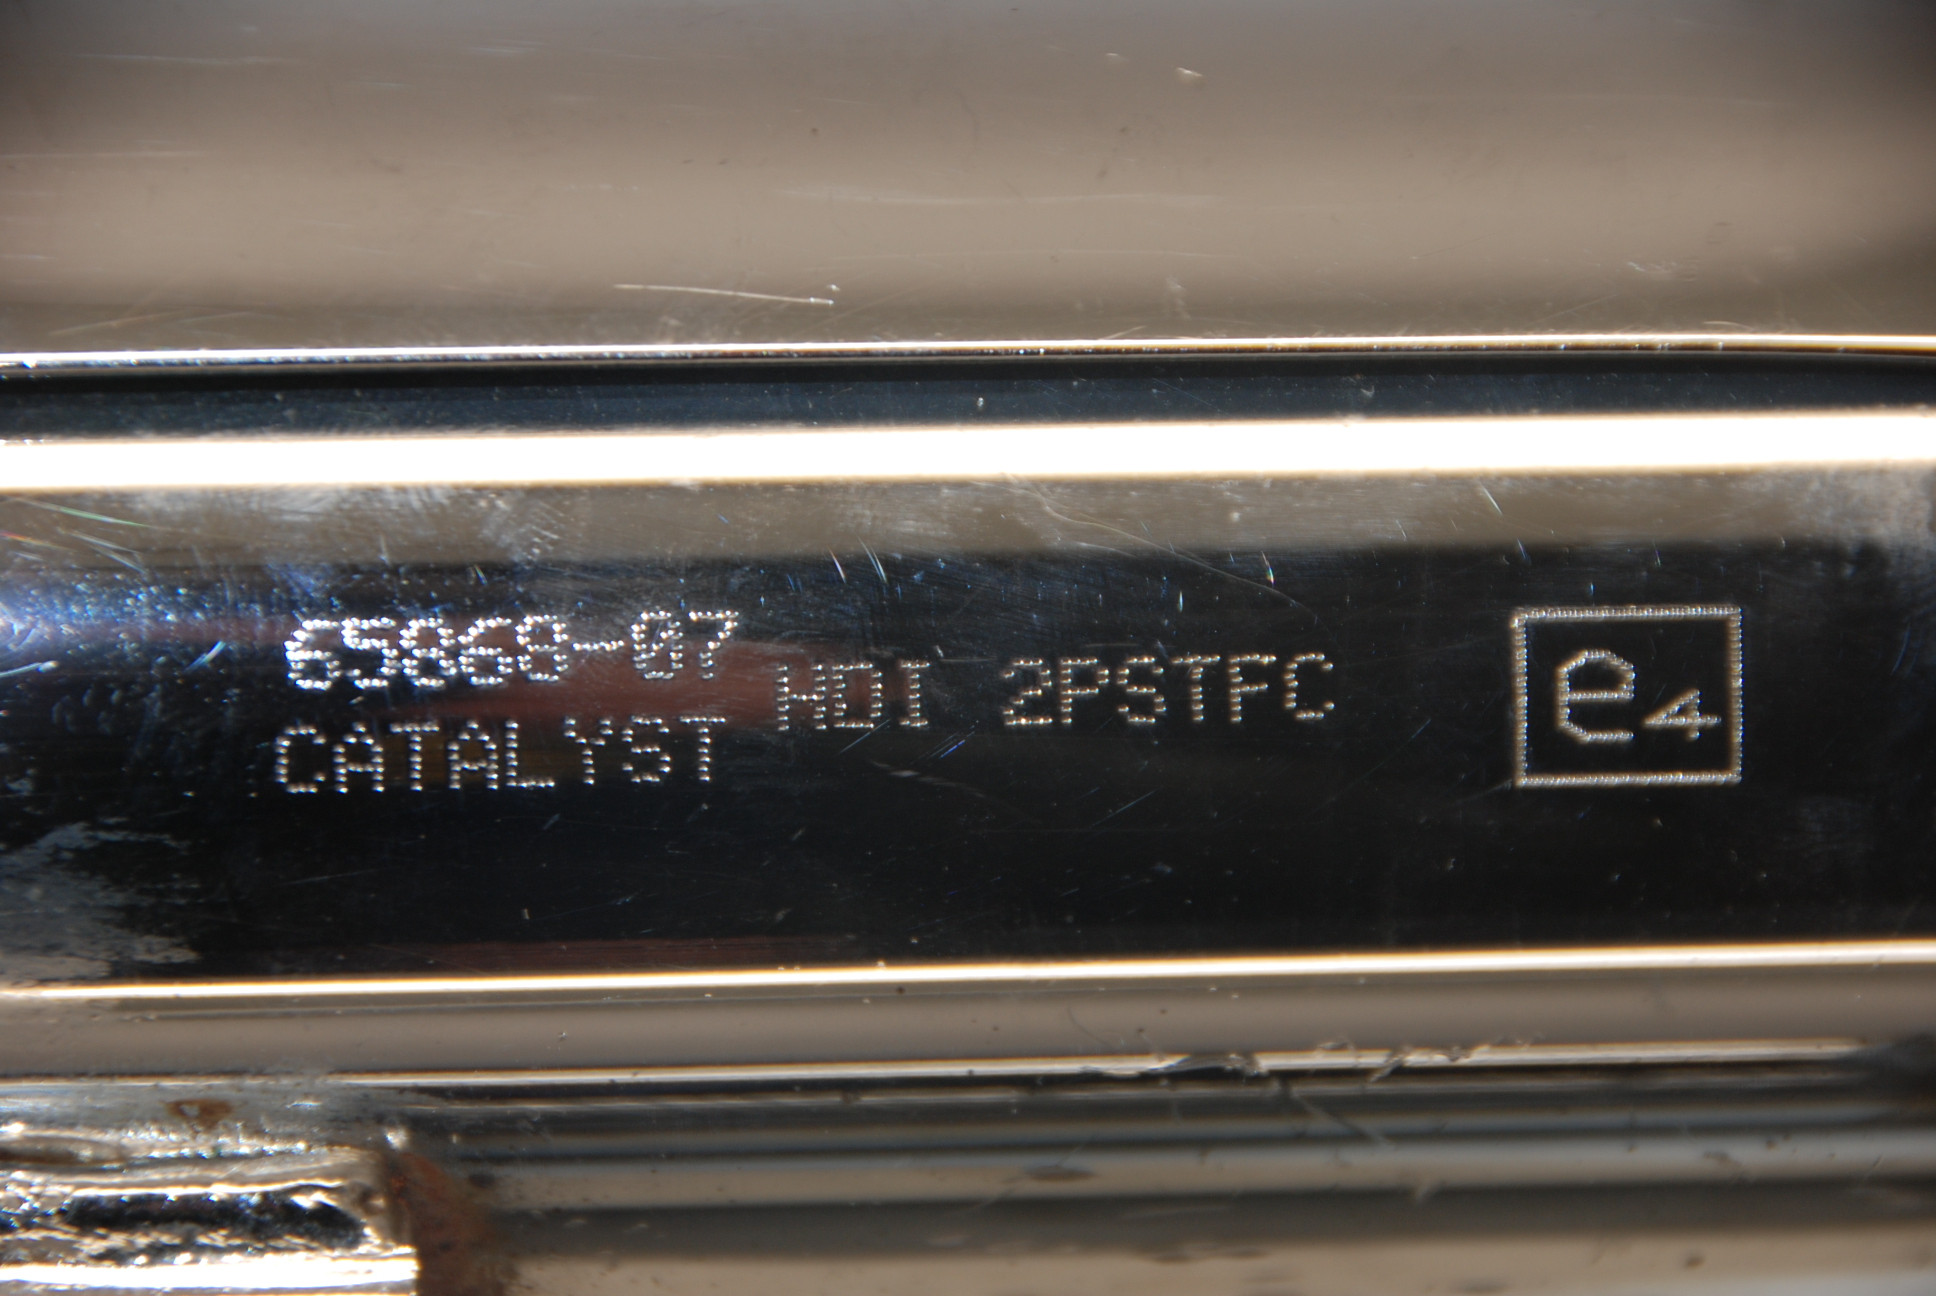 65868-07
CATALYST
HDI 2PSTFC
e4